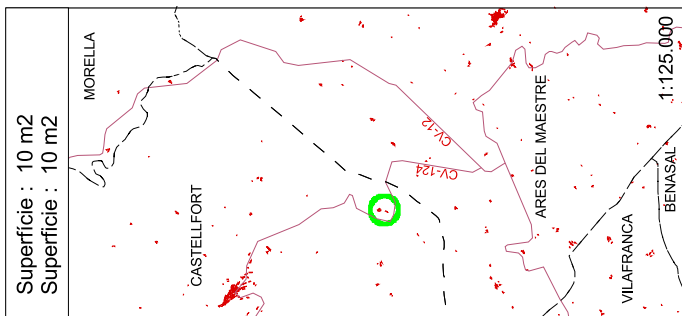 Superfície : 10 m2
Superficie : 10 m2
MORELLA
CASTELLFORT
CV-12
CV-124
ARES DEL MAESTRE
VILAFRANCA
BENASAL
1:125.000